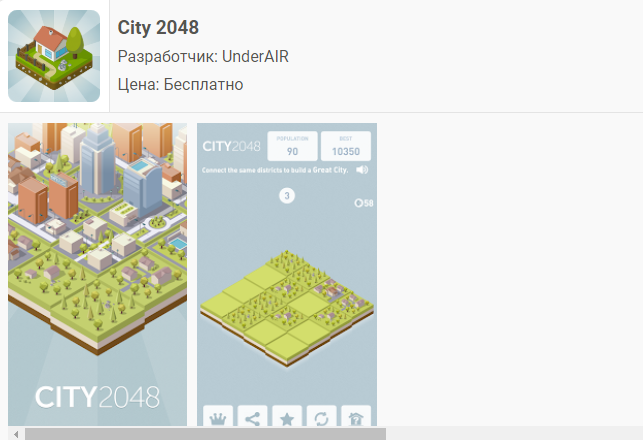 City 2048
Разработчик: UnderAIR
Цена: Бесплатно
CITY2048
CITY2048
POPULATION
90
BEST
10350
Connect the same districts to build a Great City.
3
58